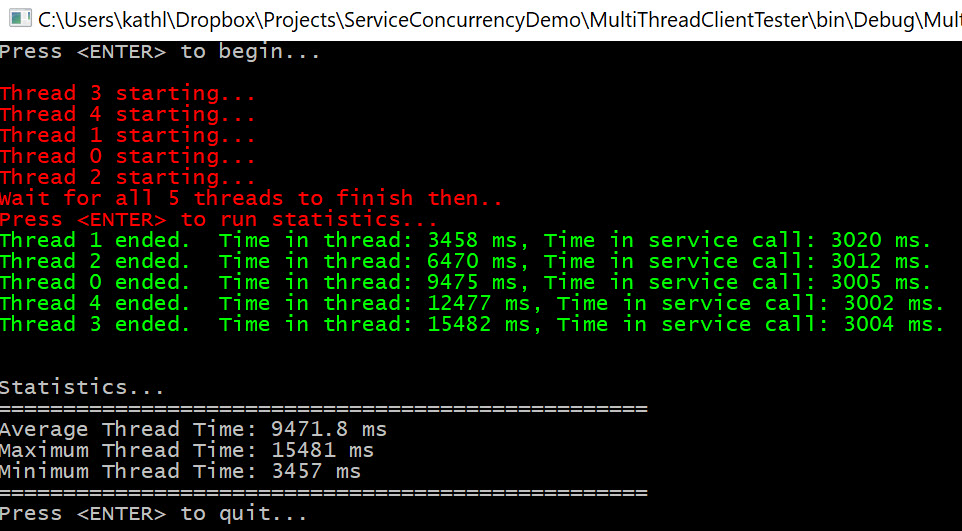 C:\Users\kathl\Dropbox\Projects\ServiceConcurrencyDemo\MultiThreadClientTester\bin\Debug\Mul
Press <ENTER> to begin...
Thread 3 starting...
Thread 4 starting...
Thread 1 starting...
Thread 0 starting...
Thread 2 starting...
Wait for all 5 threads to finish then..
Press <ENTER> to run statistics...
Thread 1 ended.  Time in thread: 3458 ms, Time in service call: 3020 ms.
Thread 2 ended.  Time in thread: 6470 ms, Time in service call: 3012 ms.
Thread 0 ended.  Time in thread: 9475 ms, Time in service call: 3005 ms.
Thread 4 ended.  Time in thread: 12477 ms, Time in service call: 3002 ms.
Thread 3 ended.  Time in thread: 15482 ms, Time in service call: 3004 ms.
Statistics...
==================================================
Average Thread Time: 9471.8 ms
Maximum Thread Time: 15481 ms
Minimum Thread Time: 3457 ms
==================================================
Press <ENTER> to quit...